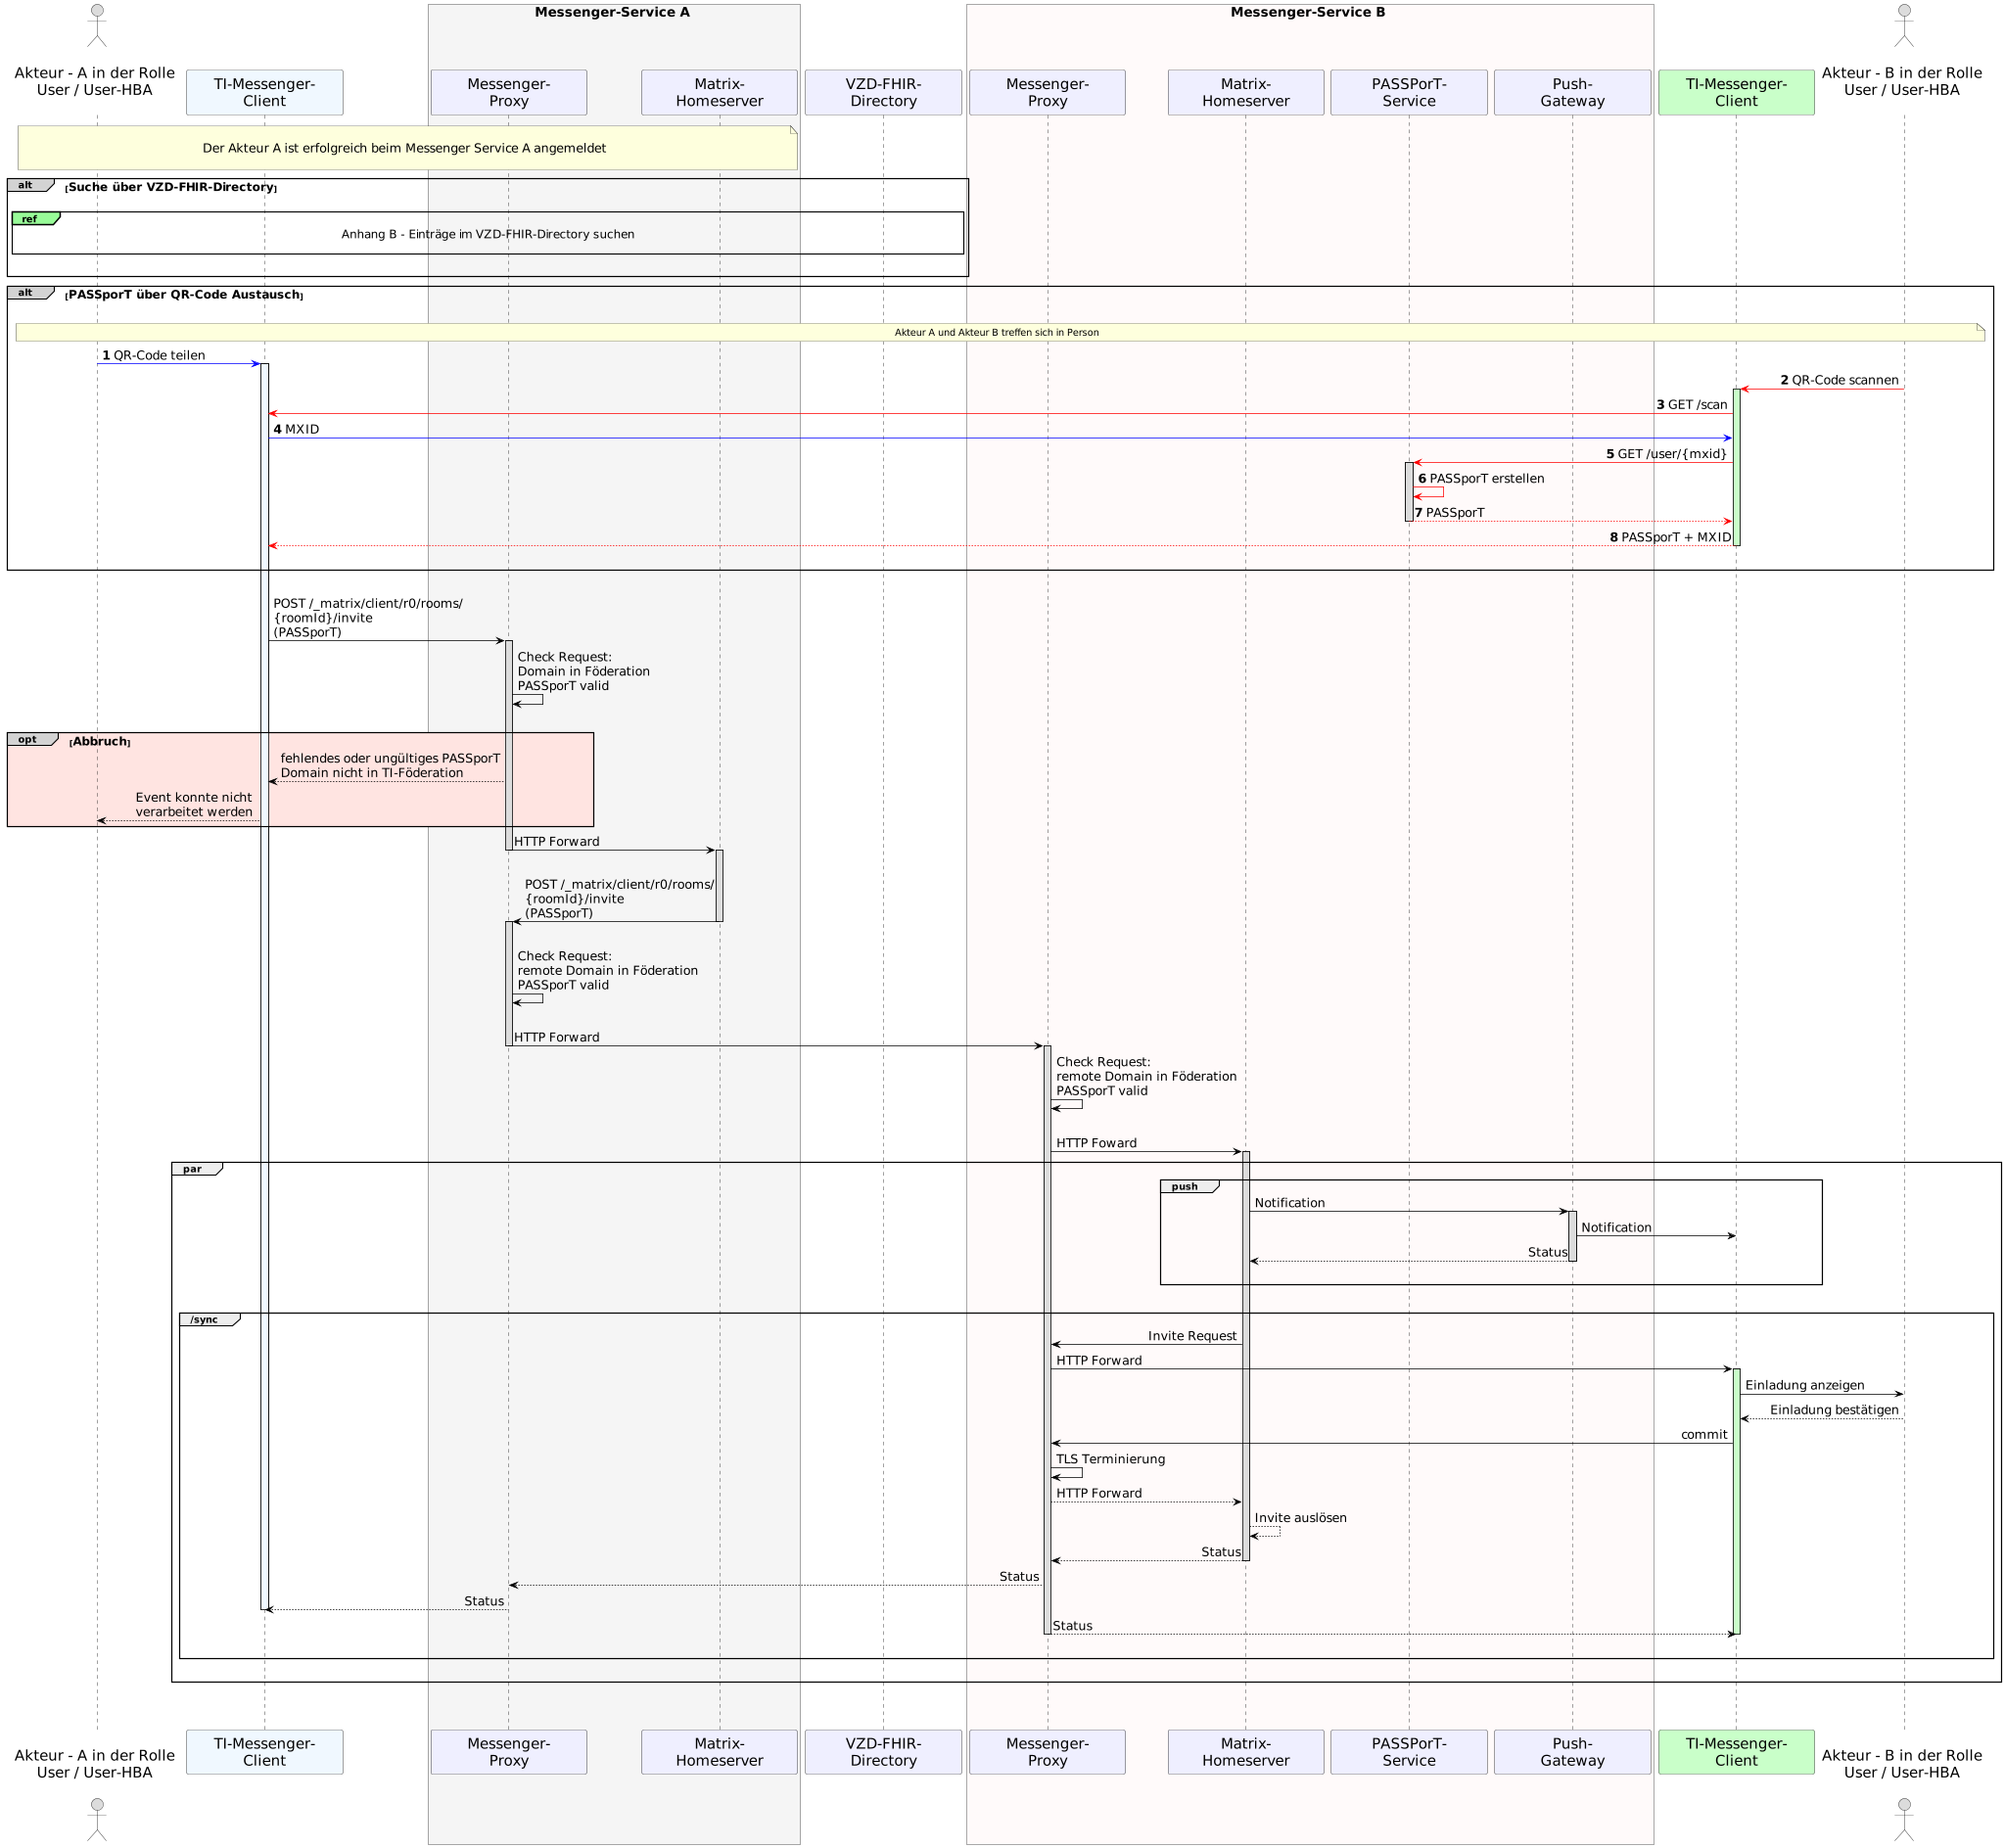 Messenger-Service A
Messenger-Service B
Akteur - A in der Rolle
User / User-HBA
TI-Messenger-
Client
Messenger-
Proxy
Matrix-
Homeserver
VZD-FHIR-
Directory
Messenger-
Proxy
Matrix-
Homeserver
PASSPorT-
Service
Push-
Gateway
TI-Messenger-
Client
Akteur - B in der Rolle
User / User-HBA
Der Akteur A ist erfolgreich beim Messenger Service A angemeldet
alt [Suche über VZD-FHIR-Directory]
ref
Anhang B - Einträge im VZD-FHIR-Directory suchen
alt [PASSporT über QR-Code Austausch]
Akteur A und Akteur B treffen sich in Person
1 QR-Code teilen
2 QR-Code scannen
3 GET /scan
4 MXID
5 GET /user/{mxid}
6 PASSporT erstellen
7 PASSporT
8 PASSporT + MXID
POST /_matrix/client/r0/rooms/
{roomId}/invite
(PASSporT)
Check Request:
Domain in Föderation
PASSporT valid
opt [Abbruch]
fehlendes oder ungültiges PASSporT
Domain nicht in TI-Föderation
Event konnte nicht
verarbeitet werden
HTTP Forward
POST /_matrix/client/r0/rooms/
{roomId}/invite
(PASSporT)
Check Request:
remote Domain in Föderation
PASSporT valid
HTTP Forward
Check Request:
remote Domain in Föderation
PASSporT valid
HTTP Foward
par
push
Notification
Notification
Status
/sync
Invite Request
HTTP Forward
Einladung anzeigen
Einladung bestätigen
commit
TLS Terminierung
HTTP Forward
Invite auslösen
Status
Status
Status
Status
Akteur - A in der Rolle
User / User-HBA
TI-Messenger-
Client
Messenger-
Proxy
Matrix-
Homeserver
VZD-FHIR-
Directory
Messenger-
Proxy
Matrix-
Homeserver
PASSPorT-
Service
Push-
Gateway
TI-Messenger-
Client
Akteur - B in der Rolle
User / User-HBA